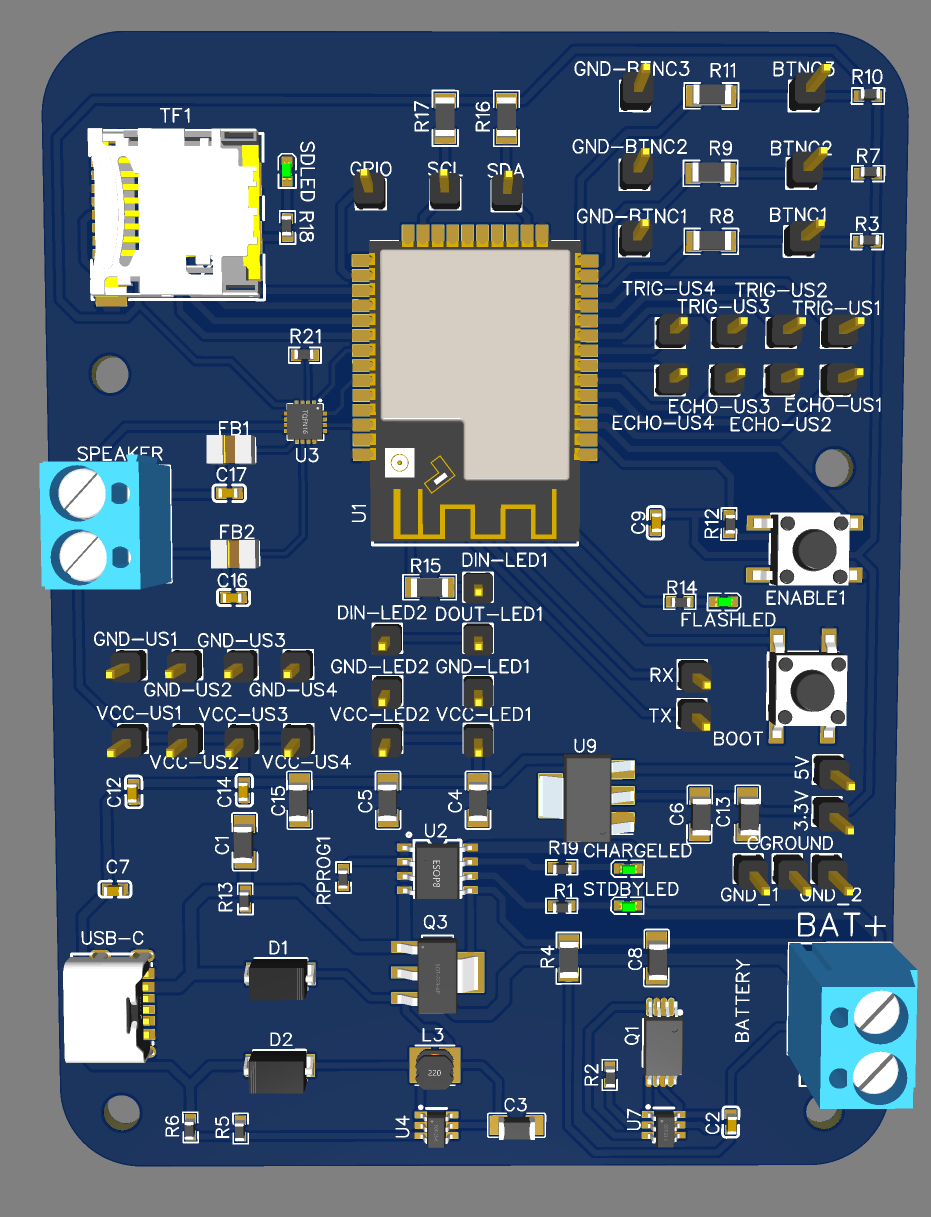 GND-BTNC3
R11
BTNC3
R10
TF1
R17
R16
SDLED
GND-BTNC2
R9
BTNC2
R7
GPIO
SCL
SDA
R18
GND-BTNC1
R8
BTNC1
R3
TRIG-US4
TRIG-US3
TRIG-US2
TRIG-US1
R21
ECHO-US4
ECHO-US3
ECHO-US2
ECHO-US1
TQFN16
U3
FB1
SPEAKER
C17
U1
C9
R12
FB2
C16
R15
DIN-LED1
ENABLE1
R14
FLASHLED
DIN-LED2
DOUT-LED1
GND-US1
GND-US2
GND-US3
GND-US4
GND-LED2
GND-LED1
RX
TX
BOOT
VCC-US1
VCC-US2
VCC-US3
VCC-US4
VCC-LED2
VCC-LED1
U9
5V
3.3V
C12
C14
C15
C5
C4
C6
C13
C1
U2
ESOP8
R19
CHARGELED
CGROUND
C7
R13
RPROG1
R1
STDBYLED
GND_1
GND_2
BAT+
USB-C
D1
Q3
R4
C8
BATTERY
D2
L3
220
Q1
R2
R6
R5
U4
C3
U7
C2